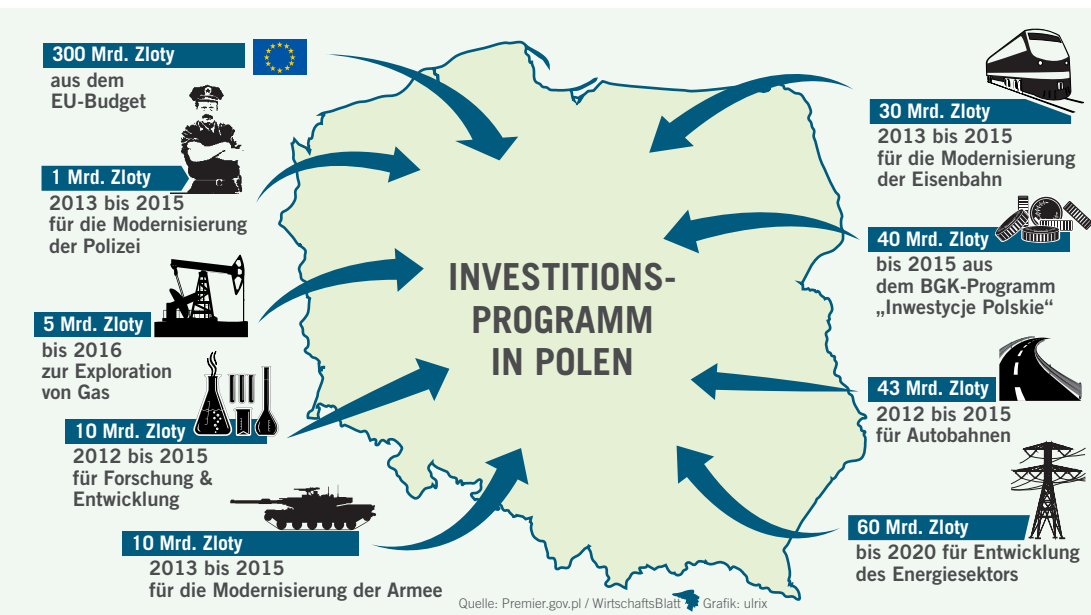 300 Mrd. Zloty
aus dem
EU-Budget
1 Mrd. Zloty
2013 bis 2015
für die Modernisierung
der Polizei
5 Mrd. Zloty
bis 2016
zur Exploration
von Gas
10 Mrd. Zloty
2012 bis 2015
für Forschung &
Entwicklung
10 Mrd. Zloty
2013 bis 2015
für die Modernisierung der Armee
INVESTITIONS-
PROGRAMM
IN POLEN
30 Mrd. Zloty
2013 bis 2015
für die Modernisierung
der Eisenbahn
40 Mrd. Zloty
bis 2015 aus
dem BGK-Programm
„Inwestycje Polskie“
43 Mrd. Zloty
2012 bis 2015
für Autobahnen
60 Mrd. Zloty
bis 2020 für Entwicklung
des Energiesektors
Quelle: Premier.gov.pl / WirtschaftsBlatt Grafik: ulrix